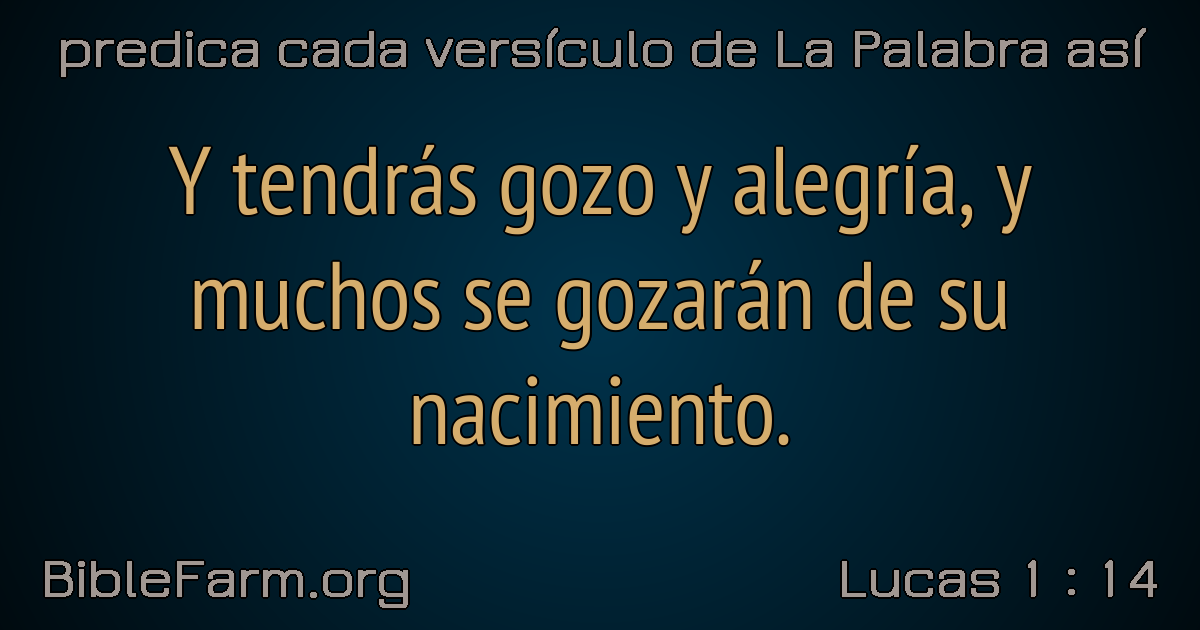 predica cada versículo de La Palabra así
Y tendrás gozo y alegría, y
muchos se gozarán de su
nacimiento.
BibleFarm.org
Lucas 1 : 14